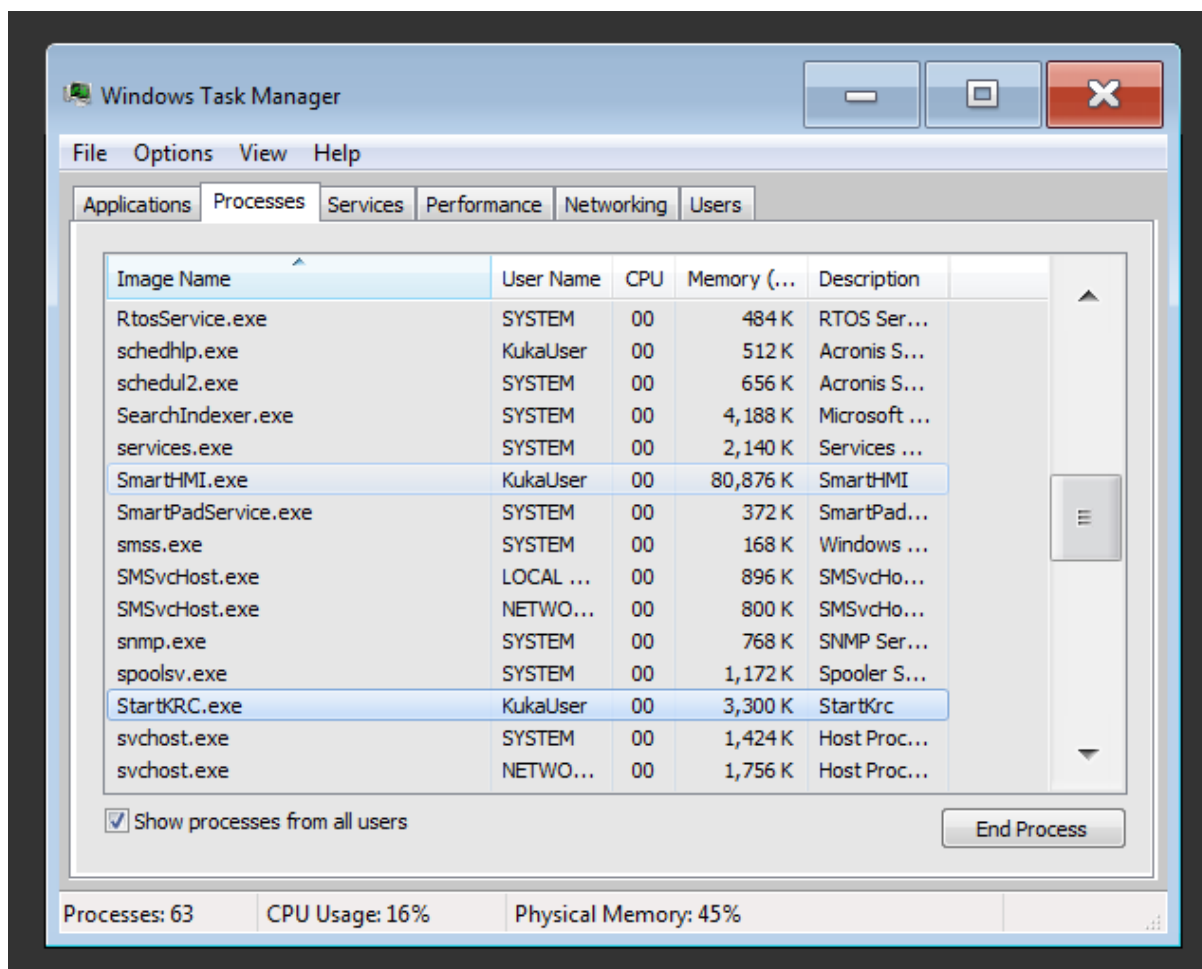 Windows Task Manager
File Options View Help
Applications Processes Services Performance Networking Users
Image Name User Name CPU Memory (... Description
RtosService.exe SYSTEM 00 484 K RTOS Ser...
schedhlp.exe KukaUser 00 512 K Acronis S...
schedul2.exe SYSTEM 00 656 K Acronis S...
SearchIndexer.exe SYSTEM 00 4,188 K Microsoft ...
services.exe SYSTEM 00 2,140 K Services ...
SmartHMI.exe KukaUser 00 80,876 K SmartHMI
SmartPadService.exe SYSTEM 00 372 K SmartPad...
smss.exe SYSTEM 00 168 K Windows ...
SMSvcHost.exe LOCAL ... 00 896 K SMSvcHo...
SMSvcHost.exe NETWO... 00 800 K SMSvcHo...
snmp.exe SYSTEM 00 768 K SNMP Ser...
spoolsv.exe SYSTEM 00 1,172 K Spooler S...
StartKRC.exe KukaUser 00 3,300 K StartKrc
svchost.exe SYSTEM 00 1,424 K Host Proc...
svchost.exe NETWO... 00 1,756 K Host Proc...
Show processes from all users
End Process
Processes: 63 CPU Usage: 16% Physical Memory: 45%